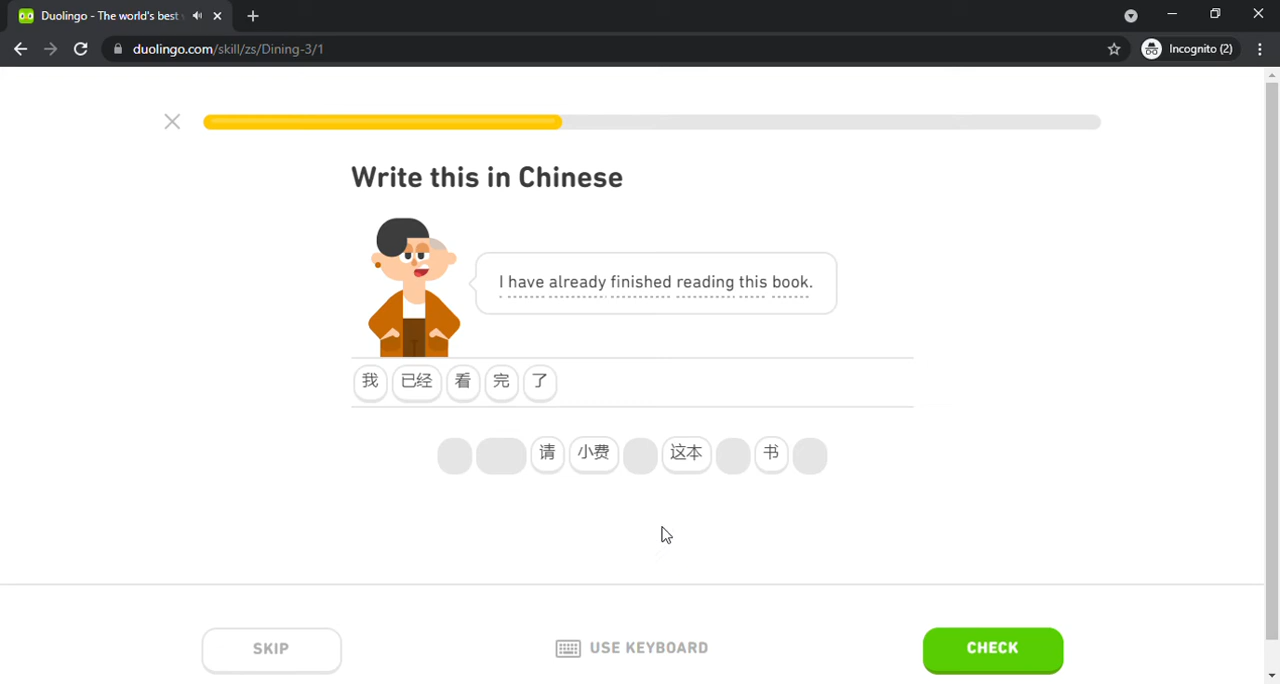 Duolingo - The world's best
duolingo.com/skill/zs/Dining-3/1
Incognito (2)
Write this in Chinese
I have already finished reading this book.
我 已经 看 完 了
请 小费 这本 书
SKIP
USE KEYBOARD
CHECK